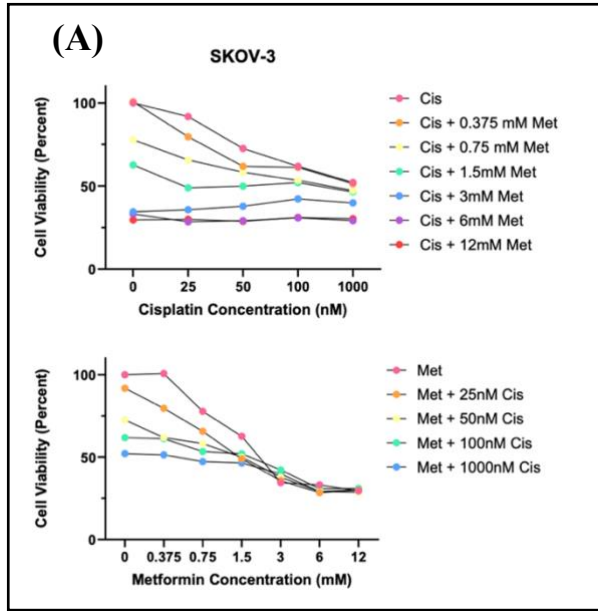 (A)
SKOV-3
Cell Viability (Percent)
100
50
0
0 25 50 100 1000
Cisplatin Concentration (nM)
Cis
Cis + 0.375 mM Met
Cis + 0.75 mM Met
Cis + 1.5mM Met
Cis + 3mM Met
Cis + 6mM Met
Cis + 12mM Met
Cell Viability (Percent)
100
50
0
0 0.375 0.75 1.5 3 6 12
Metformin Concentration (mM)
Met
Met + 25nM Cis
Met + 50nM Cis
Met + 100nM Cis
Met + 1000nM Cis